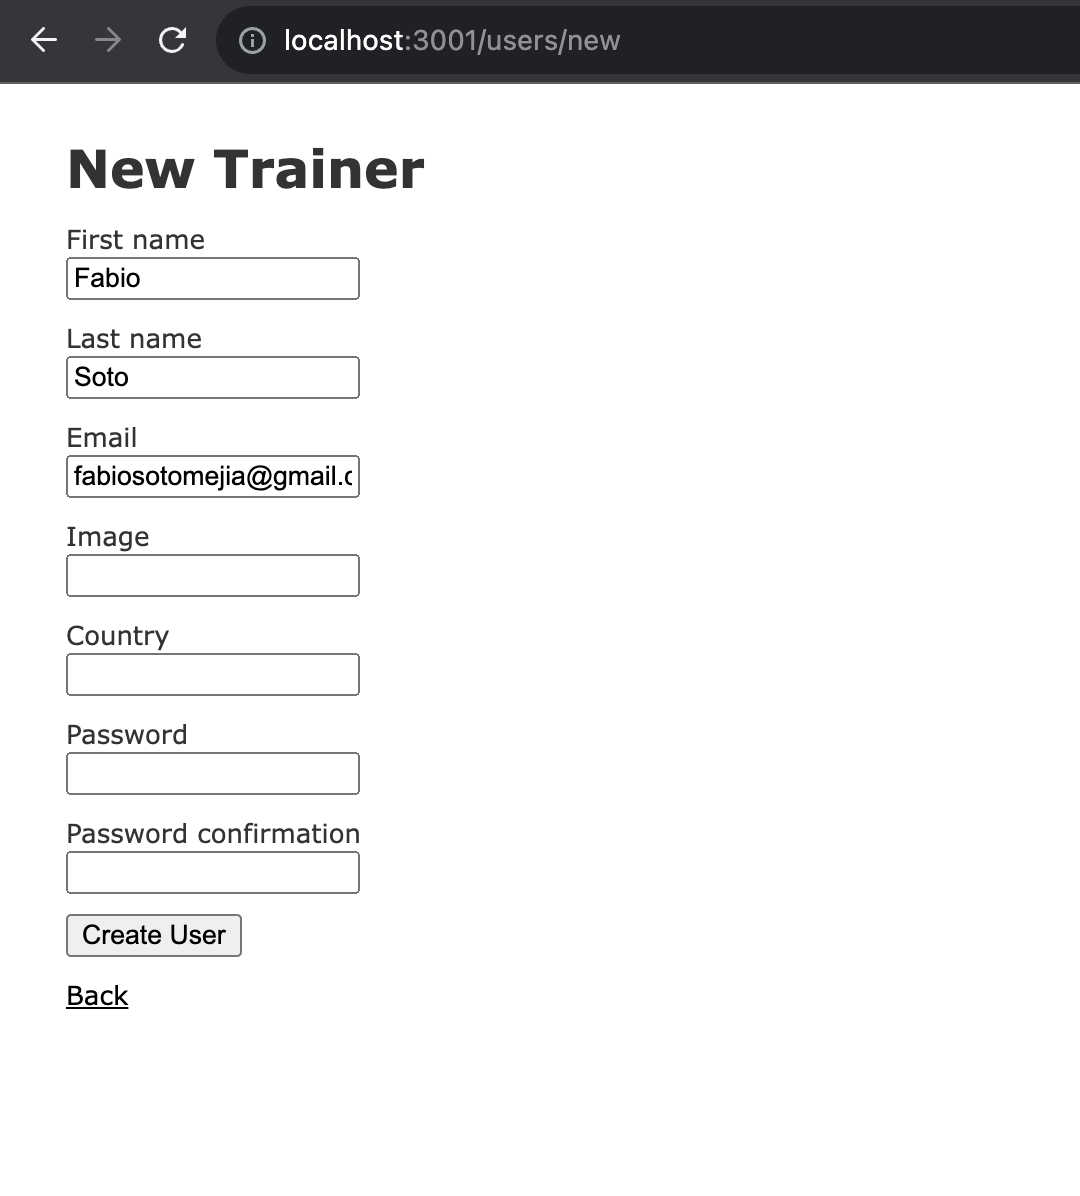 localhost:3001/users/new
New Trainer
First name
Fabio
Last name
Soto
Email
fabiosotomejia@gmail.c
Image
Country
Password
Password confirmation
Create User
Back